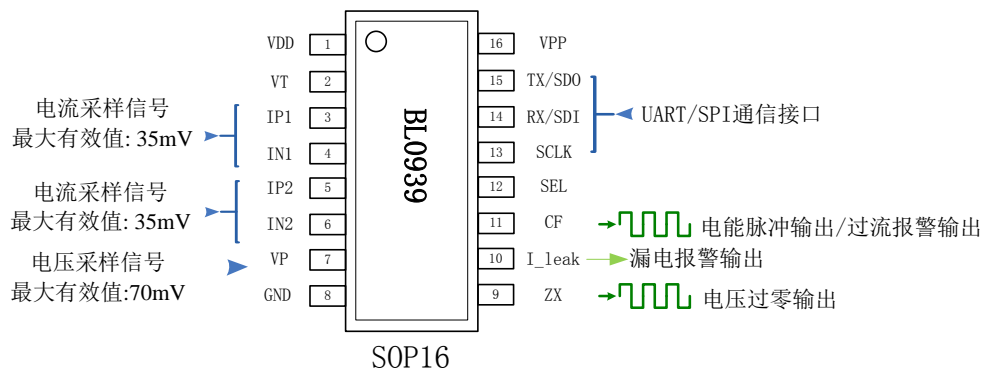 VDD 1
VT 2
电流采样信号
最大有效值: 35mV
IP1 3
IN1 4
电流采样信号
最大有效值: 35mV
IP2 5
IN2 6
电压采样信号
最大有效值:70mV
VP 7
GND 8
BL0939
16 VPP
15 TX/SDO
14 RX/SDI
13 SCLK
UART/SPI通信接口
12 SEL
11 CF
电能脉冲输出/过流报警输出
10 I_leak
漏电报警输出
9 ZX
电压过零输出
SOP16